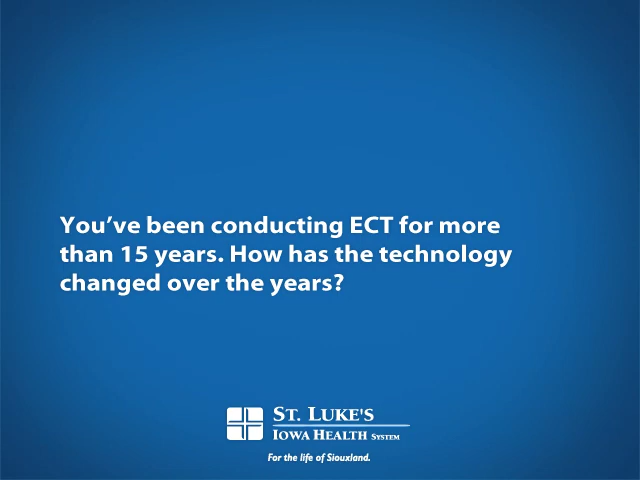 You've been conducting ECT for more
than 15 years. How has the technology
changed over the years?
ST. LUKE'S
IOWA HEALTH SYSTEM
For the life of Siouxland.